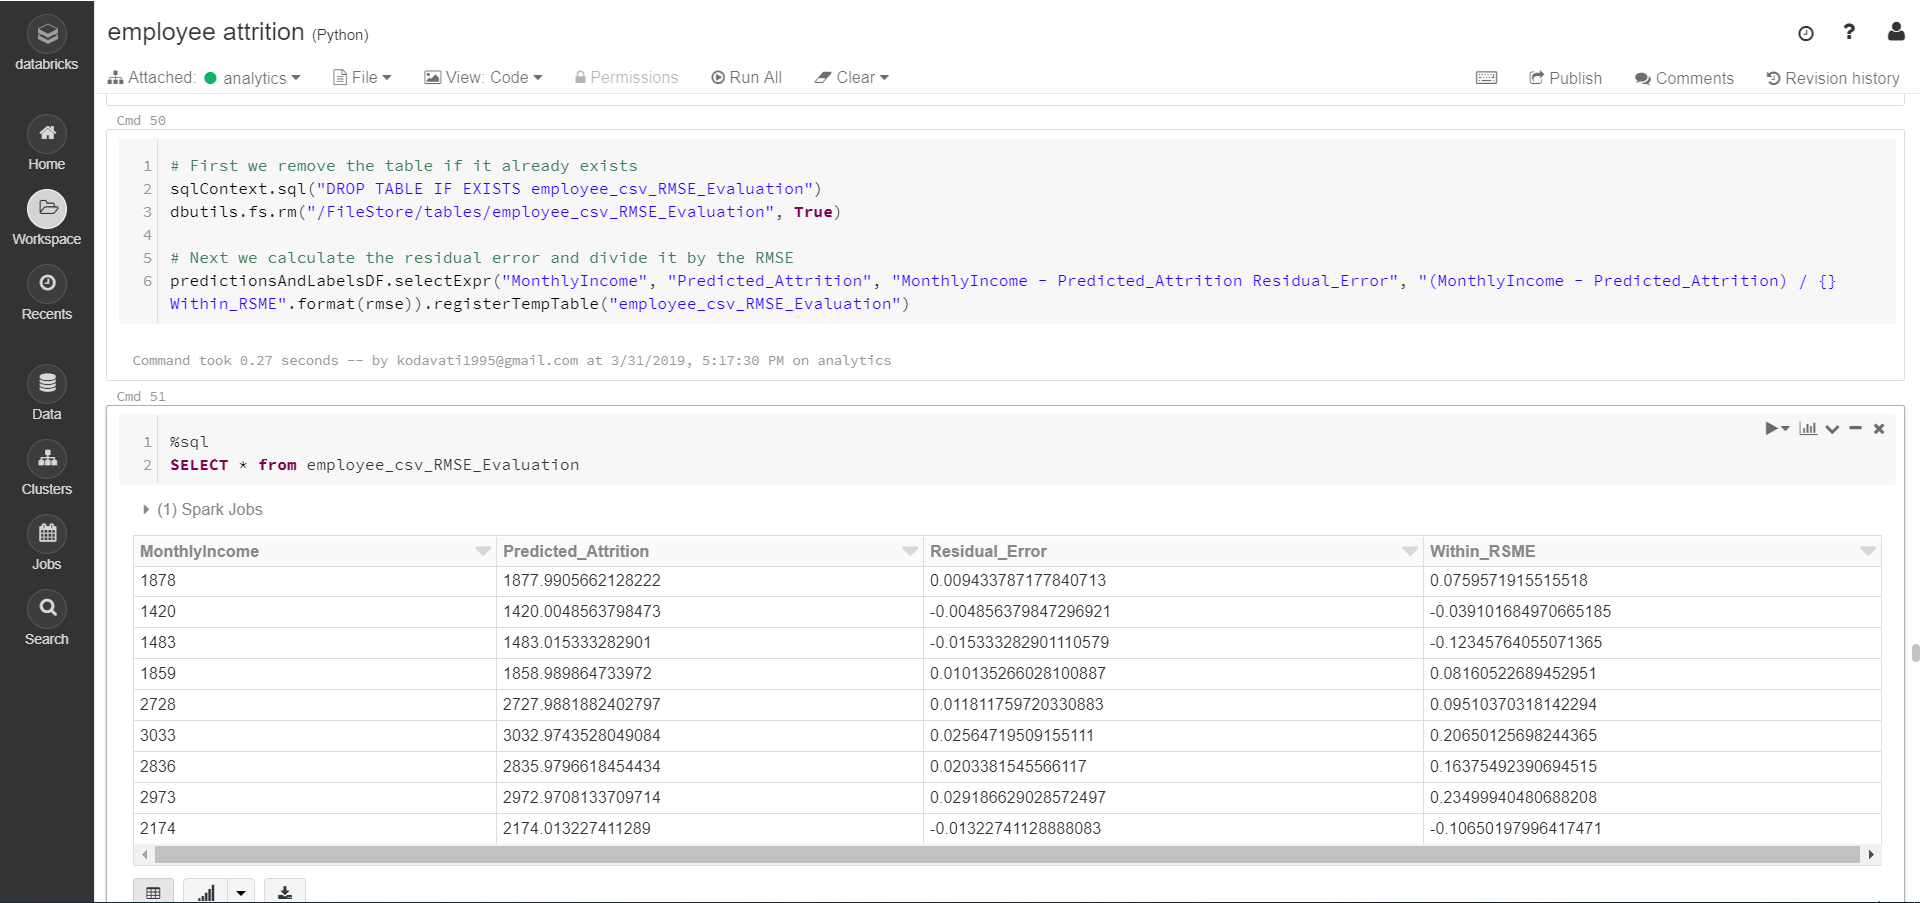 databricks
Home
Workspace
Recents
Data
Clusters
Jobs
Search
employee attrition (Python)
Attached: analytics File View: Code Permissions Run All Clear Publish Comments Revision history
Cmd 50
1 # First we remove the table if it already exists
2 sqlContext.sql("DROP TABLE IF EXISTS employee_csv_RMSE_Evaluation")
3 dbutils.fs.rm("/FileStore/tables/employee_csv_RMSE_Evaluation", True)
4
5 # Next we calculate the residual error and divide it by the RMSE
6 predictionsAndLabelsDF.selectExpr("MonthlyIncome", "Predicted_Attrition", "MonthlyIncome - Predicted_Attrition Residual_Error", "(MonthlyIncome - Predicted_Attrition) / {}
Within_RSME".format(rmse)).registerTempTable("employee_csv_RMSE_Evaluation")
Command took 0.27 seconds -- by kodavati1995@gmail.com at 3/31/2019, 5:17:30 PM on analytics
Cmd 51
1 %sql
2 SELECT * from employee_csv_RMSE_Evaluation
(1) Spark Jobs
MonthlyIncome Predicted_Attrition Residual_Error Within_RSME
1878 1877.9905662128222 0.009433787177840713 0.0759571915515518
1420 1420.0048563798473 -0.004856379847296921 -0.039101684970665185
1483 1483.015333282901 -0.015333282901110579 -0.12345764055071365
1859 1858.989864733972 0.010135266028100887 0.08160522689452951
2728 2727.9881882402797 0.011811759720330883 0.09510370318142294
3033 3032.9743528049084 0.02564719509155111 0.20650125698244365
2836 2835.9796618454434 0.0203381545566117 0.16375492390694515
2973 2972.9708133709714 0.029186629028572497 0.23499940480688208
2174 2174.013227411289 -0.01322741128888083 -0.10650197996417471